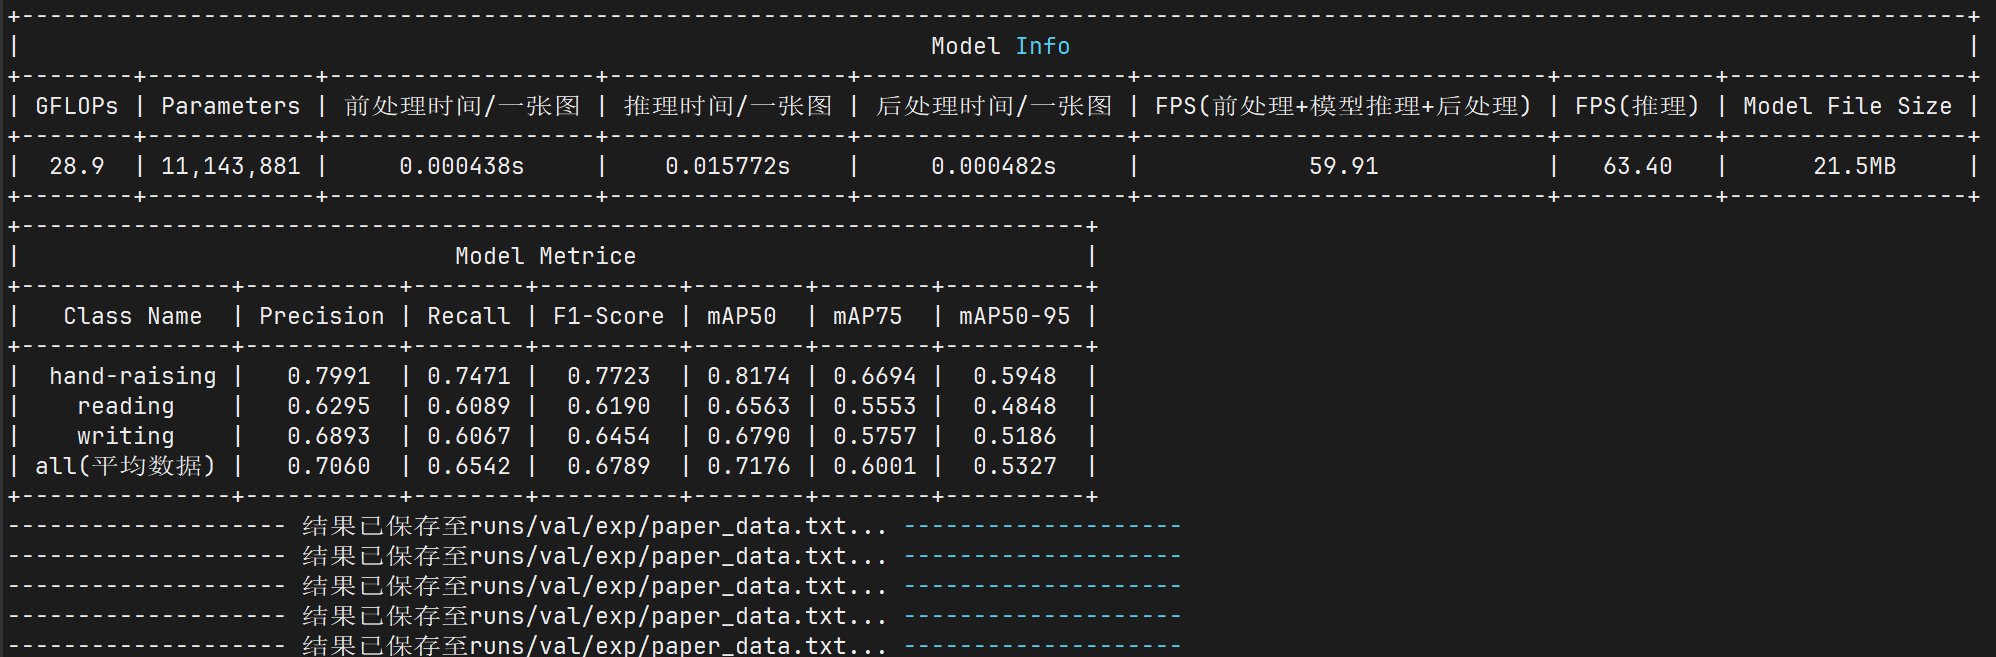 Model Info
GFLOPs | Parameters | 前处理时间/一张图 | 推理时间/一张图 | 后处理时间/一张图 | FPS(前处理+模型推理+后处理) | FPS(推理) | Model File Size
28.9 | 11,143,881 | 0.000438s | 0.015772s | 0.000482s | 59.91 | 63.40 | 21.5MB
Model Metrice
Class Name | Precision | Recall | F1-Score | mAP50 | mAP75 | mAP50-95
hand-raising | 0.7991 | 0.7471 | 0.7723 | 0.8174 | 0.6694 | 0.5948
reading | 0.6295 | 0.6089 | 0.6190 | 0.6563 | 0.5553 | 0.4848
writing | 0.6893 | 0.6067 | 0.6454 | 0.6790 | 0.5757 | 0.5186
all(平均数据) | 0.7060 | 0.6542 | 0.6789 | 0.7176 | 0.6001 | 0.5327
-------------------- 结果已保存至runs/val/exp/paper_data.txt... --------------------
-------------------- 结果已保存至runs/val/exp/paper_data.txt... --------------------
-------------------- 结果已保存至runs/val/exp/paper_data.txt... --------------------
-------------------- 结果已保存至runs/val/exp/paper_data.txt... --------------------
-------------------- 结果已保存至runs/val/exp/paper_data.txt... --------------------